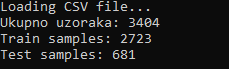 Loading CSV file...
Ukupno uzoraka: 3404
Train samples: 2723
Test samples: 681